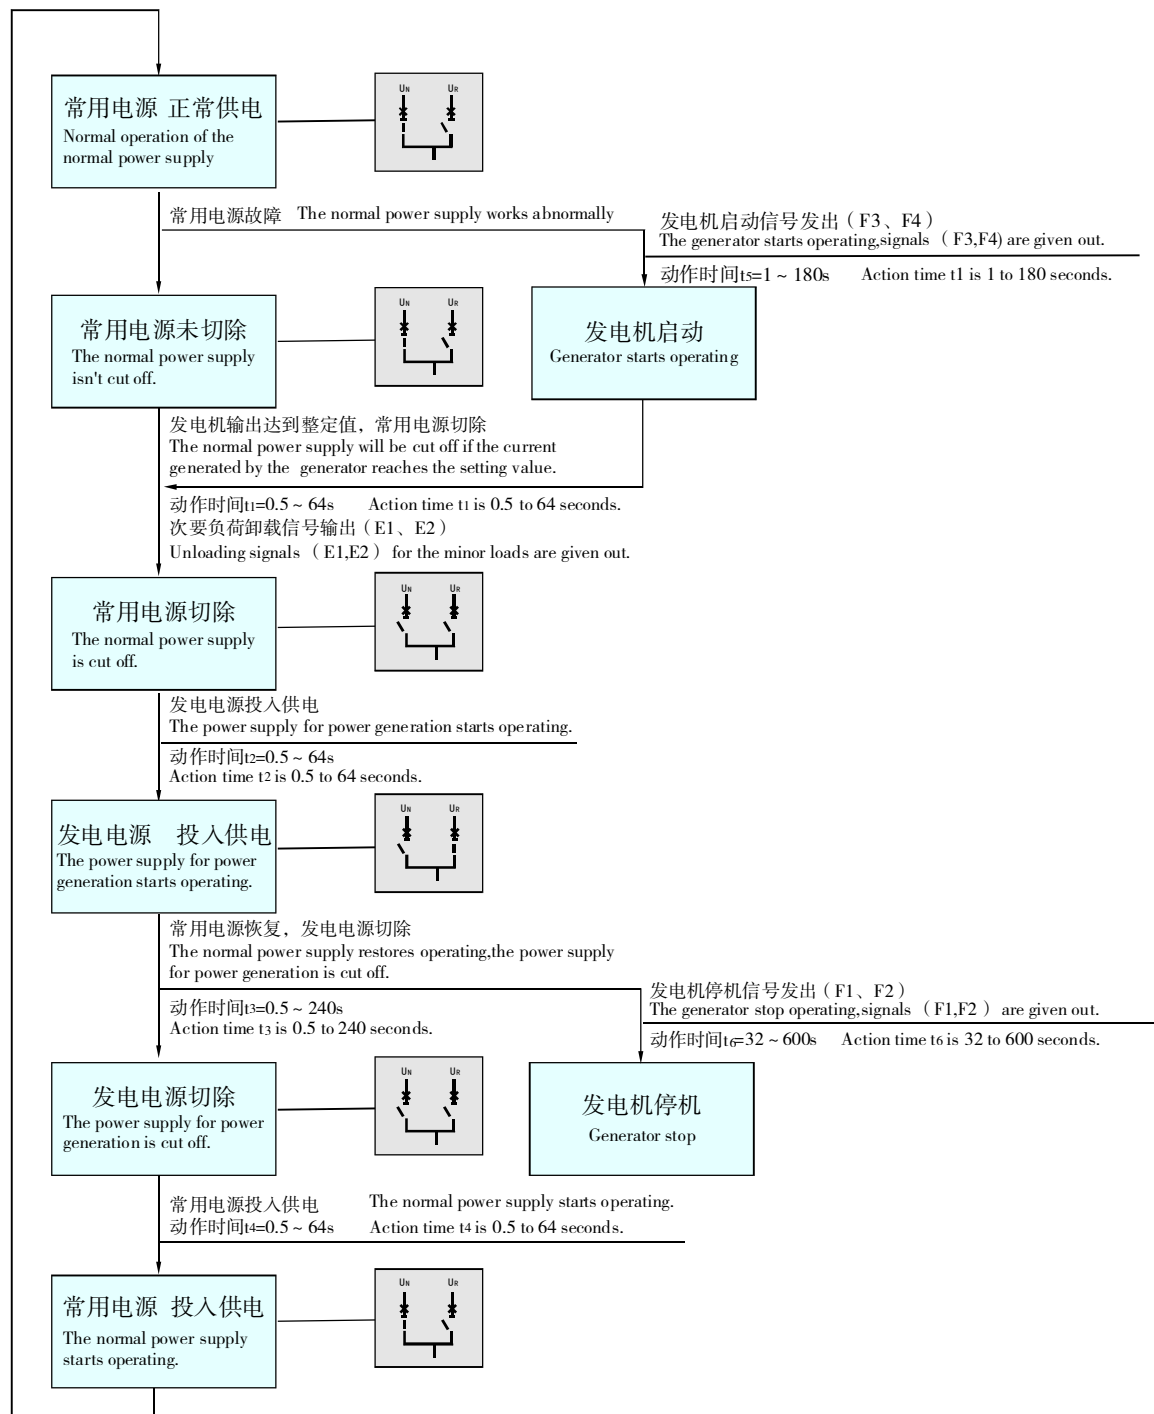 常用电源 正常供电
Normal operation of the
normal power supply
UN UR
常用电源故障 The normal power supply works abnormally
发电机启动信号发出（F3、F4）
The generator starts operating,signals （F3,F4) are given out.
动作时间t5=1 ~ 180s Action time t1 is 1 to 180 seconds.
常用电源未切除
The normal power supply
isn't cut off.
UN UR
发电机启动
Generator starts operating
发电机输出达到整定值，常用电源切除
The normal power supply will be cut off if the current
generated by the generator reaches the setting value.
动作时间t1=0.5 ~ 64s Action time t1 is 0.5 to 64 seconds.
次要负荷卸载信号输出（E1、E2）
Unloading signals （E1,E2） for the minor loads are given out.
常用电源切除
The normal power supply
is cut off.
UN UR
发电电源投入供电
The power supply for power generation starts operating.
动作时间t2=0.5 ~ 64s
Action time t2 is 0.5 to 64 seconds.
发电电源 投入供电
The power supply for power
generation starts operating.
UN UR
常用电源恢复，发电电源切除
The normal power supply restores operating,the power supply
for power generation is cut off.
动作时间t3=0.5 ~ 240s
Action time t3 is 0.5 to 240 seconds.
发电机停机信号发出（F1、F2）
The generator stop operating,signals （F1,F2） are given out.
动作时间t6=32 ~ 600s Action time t6 is 32 to 600 seconds.
发电电源切除
The power supply for power
generation is cut off.
UN UR
发电机停机
Generator stop
常用电源投入供电 The normal power supply starts operating.
动作时间t4=0.5 ~ 64s Action time t4 is 0.5 to 64 seconds.
常用电源 投入供电
The normal power supply
starts operating.
UN UR